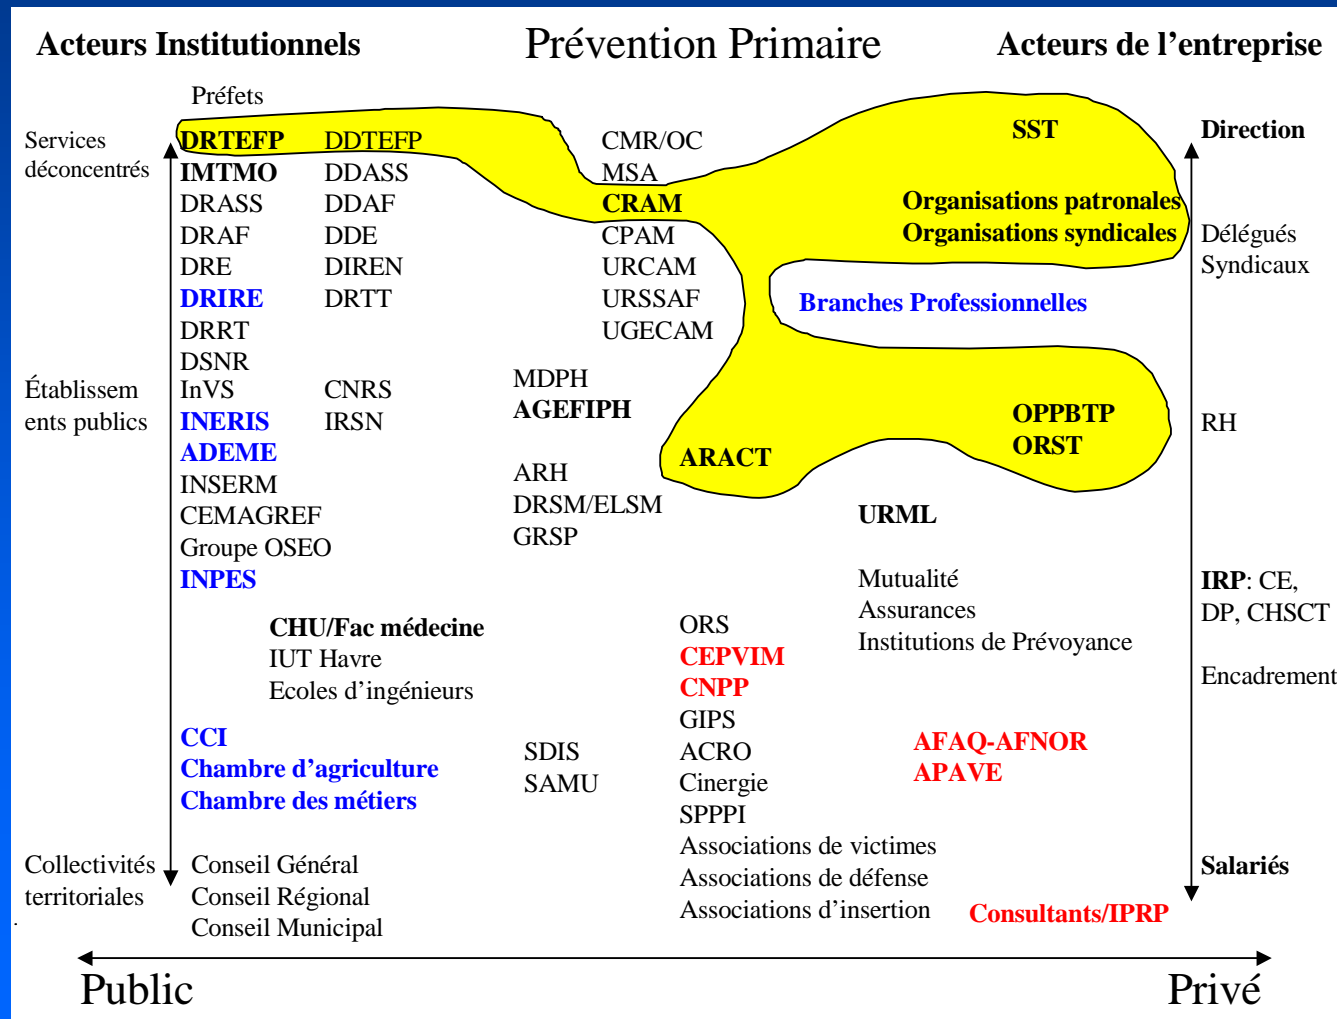 Acteurs Institutionnels
Prévention Primaire
Acteurs de l'entreprise
Préfets
Services
déconcentrés
DRTEFP
IMTMO
DRASS
DRAF
DRE
DRIRE
DRRT
DSNR
DDTEFP
DDASS
DDAF
DDE
DIREN
DRTT
CMR/OC
MSA
CRAM
CPAM
URCAM
URSSAF
UGECAM
SST
Organisations patronales
Organisations syndicales
Branches Professionnelles
Direction
Délégués
Syndicaux
Établissem
ents publics
InVS
INERIS
ADEME
INSERM
CEMAGREF
Groupe OSEO
INPES
CNRS
IRSN
MDPH
AGEFIPH
ARH
DRSM/ELSM
GRSP
ARACT
OPPBTP
ORST
RH
URML
Mutualité
Assurances
Institutions de Prévoyance
IRP: CE,
DP, CHSCT
Encadrement
CHU/Fac médecine
IUT Havre
Ecoles d'ingénieurs
ORS
CEPVIM
CNPP
GIPS
ACRO
Cinergie
SPPPI
Associations de victimes
Associations de défense
Associations d'insertion
CCI
Chambre d'agriculture
Chambre des métiers
SDIS
SAMU
AFAQ-AFNOR
APAVE
Collectivités
territoriales
.
Conseil Général
Conseil Régional
Conseil Municipal
Salariés
Consultants/IPRP
Public
Privé